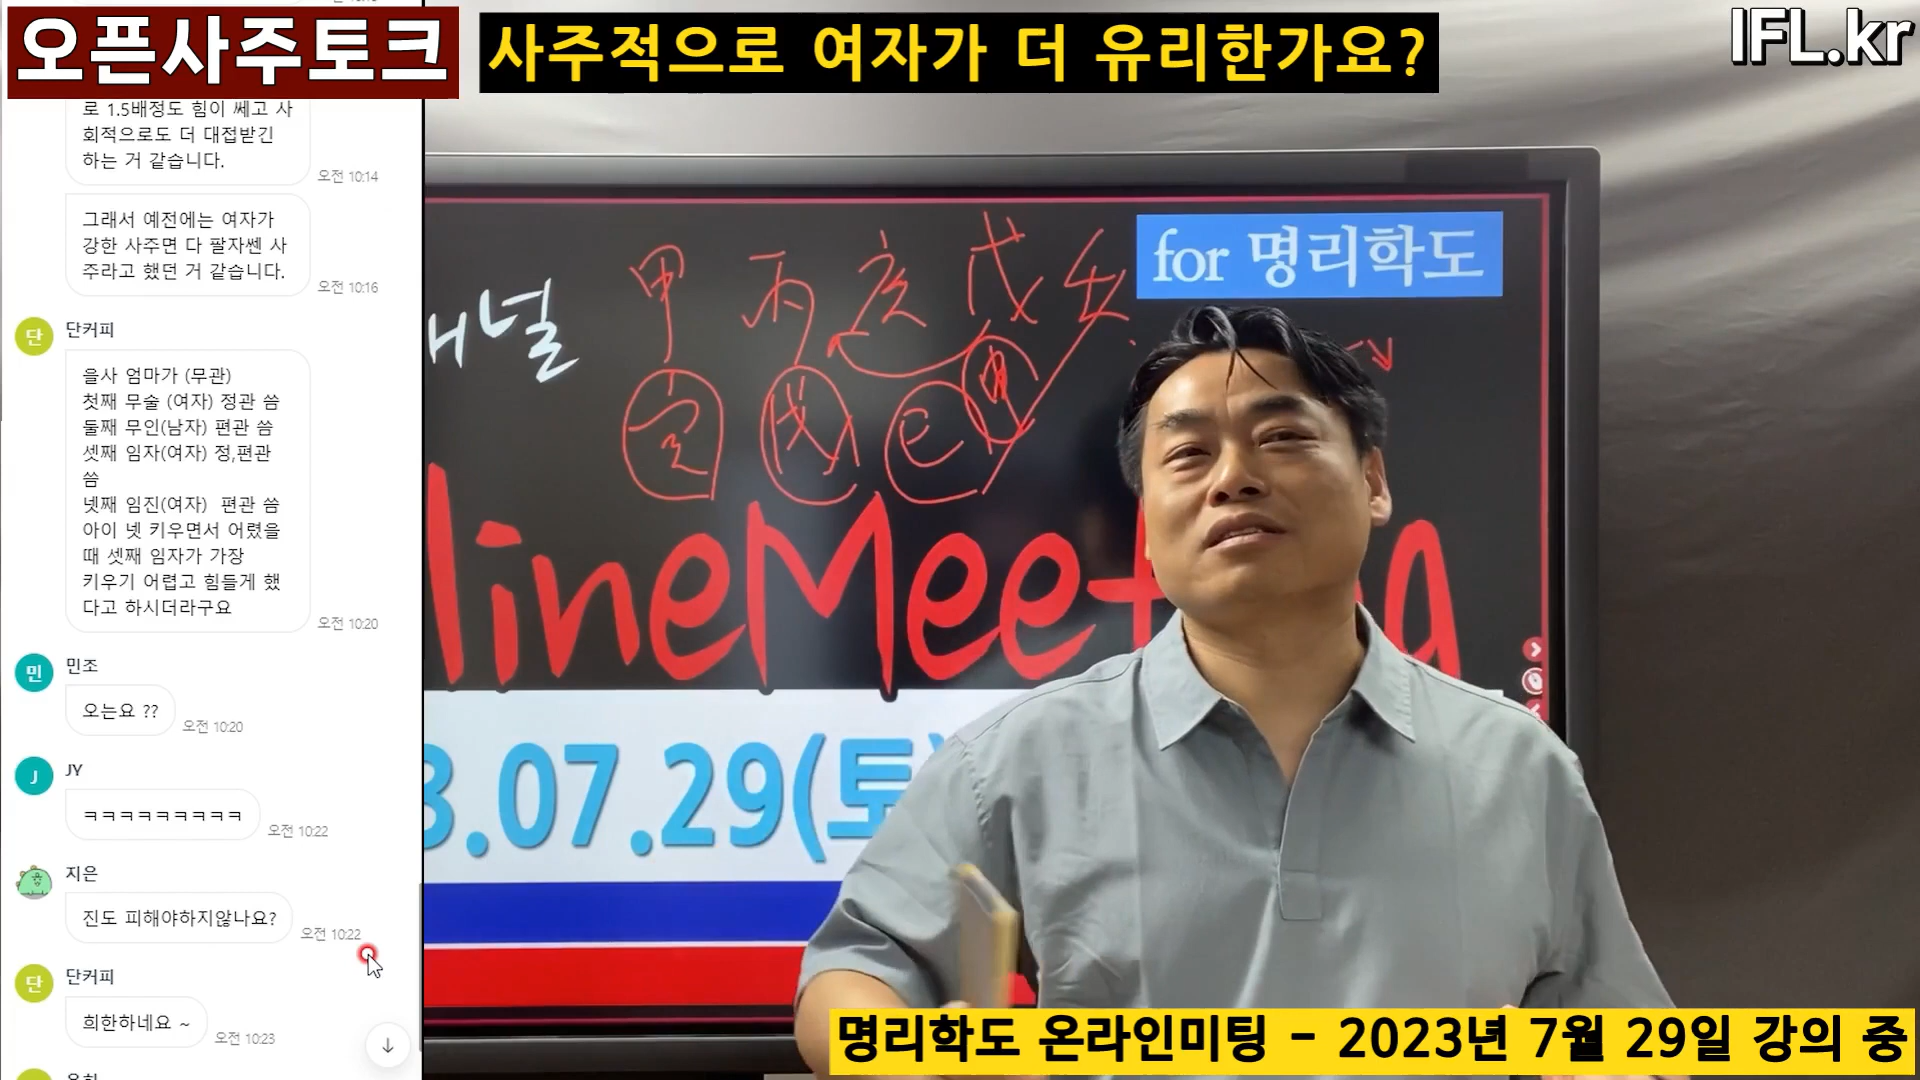 오픈사주토크
사주적으로 여자가 더 유리한가요?
IFL.kr
로 1.5배정도 힘이 쎄고 사
회적으로도 더 대접받긴
하는 거 같습니다.
오전 10:14
그래서 예전에는 여자가
강한 사주면 다 팔자쎈 사
주라고 했던 거 같습니다.
오전 10:16
단
단커피
을사 엄마가 (무관)
첫째 무술 (여자) 정관 씀
둘째 무인(남자) 편관 씀
셋째 임자(여자) 정,편관
씀
넷째 임진(여자) 편관 씀
아이 넷 키우면서 어렸을
때 셋째 임자가 가장
키우기 어렵고 힘들게 했
다고 하시더라구요
오전 10:20
민
민조
오는요 ??
오전 10:20
J
JY
ㅋㅋㅋㅋㅋㅋㅋㅋㅋ
오전 10:22
지은
진도 피해야하지않나요?
오전 10:22
단
단커피
희한하네요 ~
오전 10:23
for 명리학도
널
甲 丙 戊 壬
戌 申
lineMeet
3.07.29(토)
명리학도 온라인미팅 - 2023년 7월 29일 강의 중